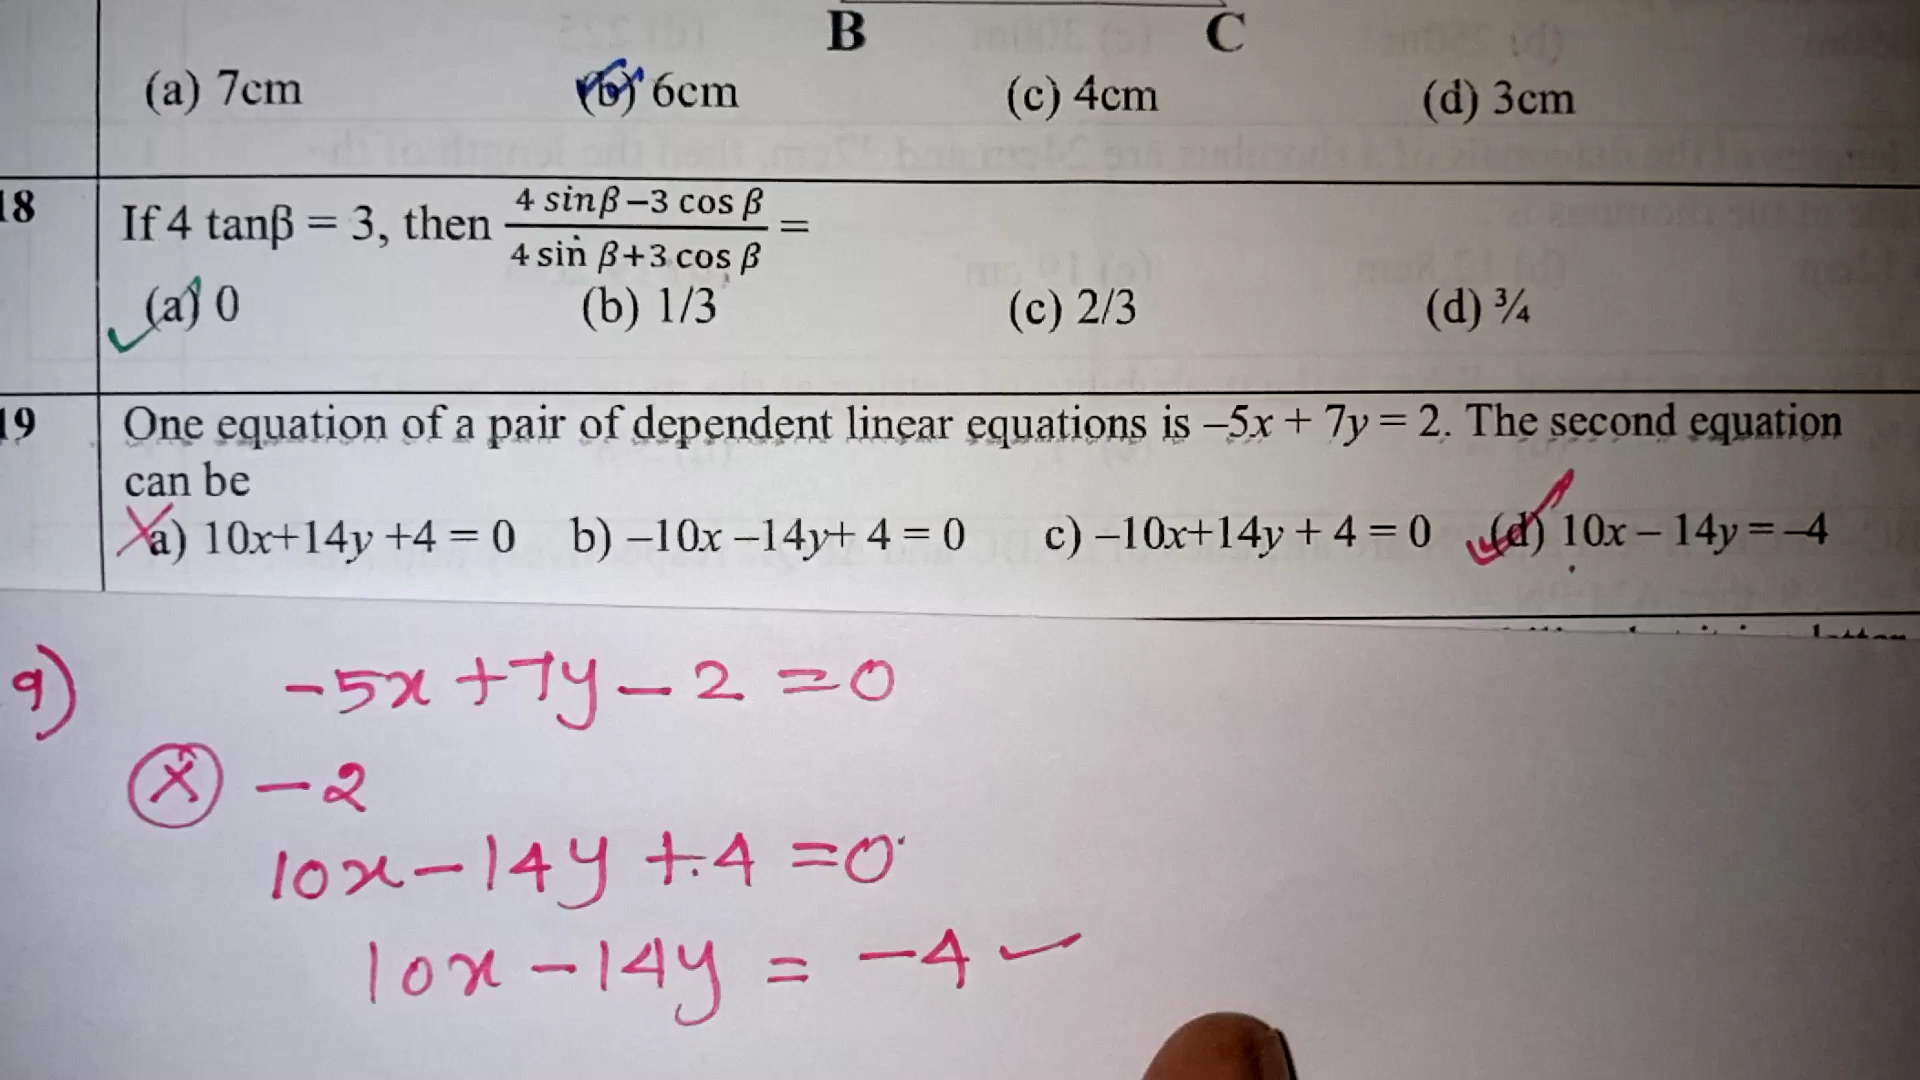 B C
(a) 7cm (b) 6cm (c) 4cm (d) 3cm
18 If 4 tanβ = 3, then (4 sinβ−3 cos β)/(4 sin β+3 cos β) =
(a) 0 (b) 1/3 (c) 2/3 (d) ¾
19 One equation of a pair of dependent linear equations is –5x + 7y = 2. The second equation
can be
a) 10x+14y +4 = 0 b) –10x –14y+ 4 = 0 c) –10x+14y + 4 = 0 (d) 10x – 14y = –4
9) -5x +7y - 2 = 0
x - 2
10x - 14y + 4 = 0
10x - 14y = -4